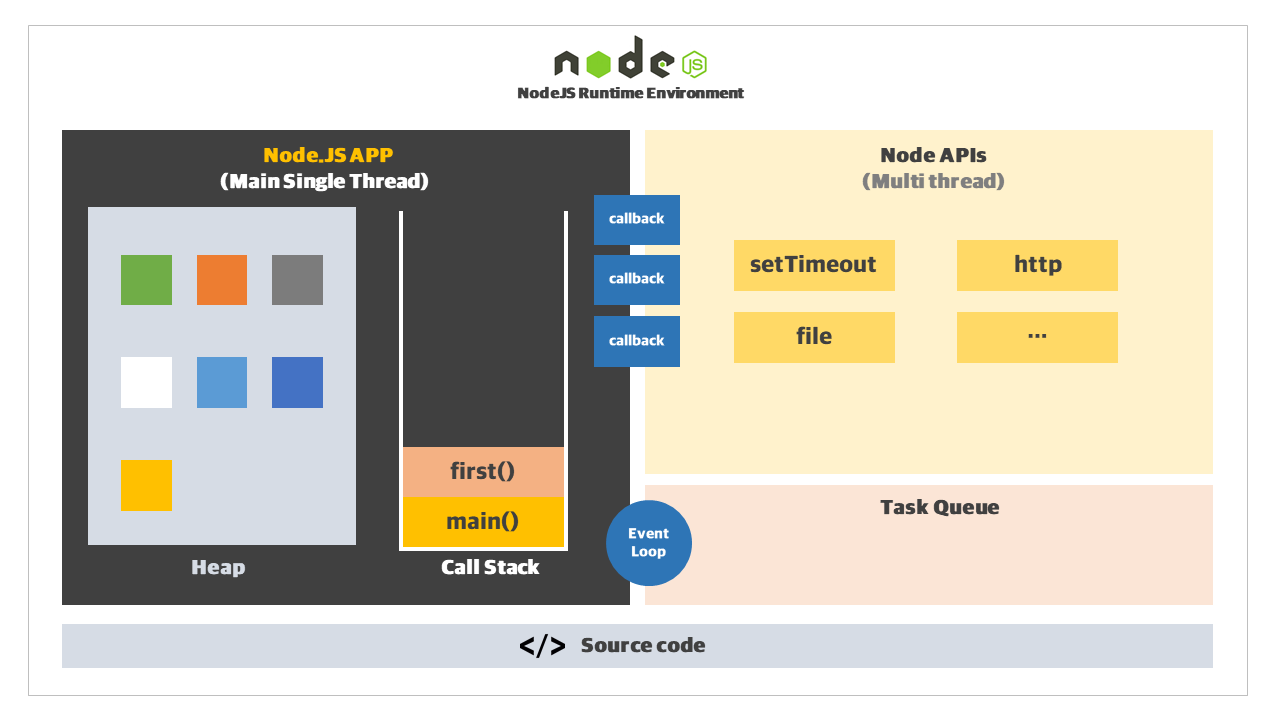 node JS
NodeJS Runtime Environment
Node.JS APP
(Main Single Thread)
Node APIs
(Multi thread)
callback
callback
callback
setTimeout
http
file
...
first()
main()
Heap
Call Stack
Event
Loop
Task Queue
</> Source code